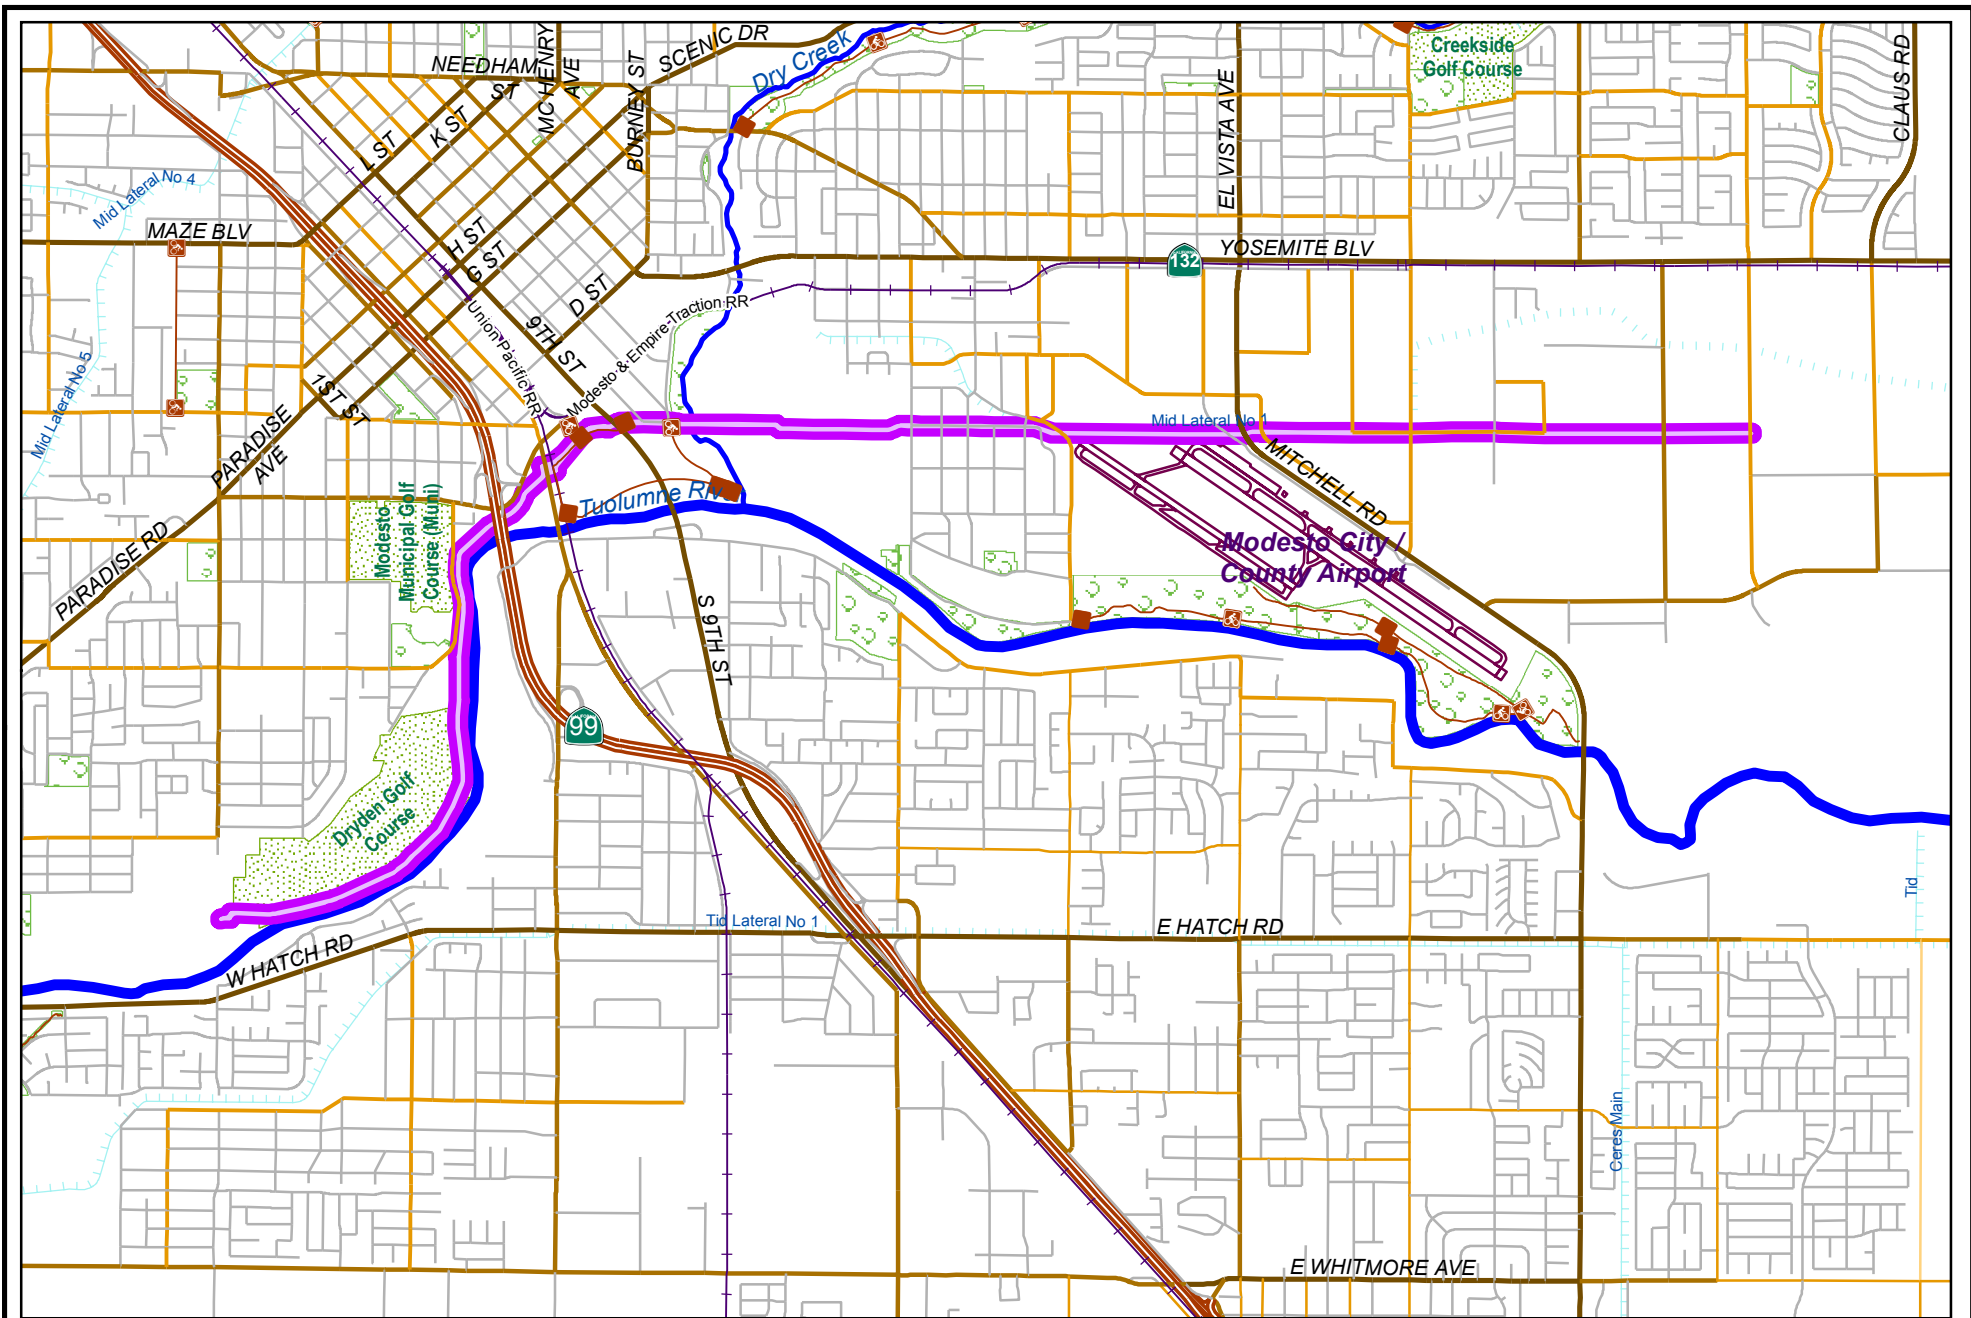 NEEDHAM
ST
MCHENRY
AVE
BURNEY ST
SCENIC DR
Dry Creek
EL VISTA AVE
Creekside
Golf Course
CLAUS RD
L ST
K ST
Mid Lateral No 4
MAZE BLV
H ST
G ST
D ST
9TH ST
132
YOSEMITE BLV
Union Pacific RR
Modesto & Empire Traction RR
Mid Lateral No 5
1ST ST
PARADISE
AVE
Mid Lateral No 1
MITCHELL RD
Modesto
Municipal Golf
Course (Muni)
Tuolumne Riv
PARADISE RD
Modesto City /
County Airport
S 9TH ST
99
Dryden Golf
Course
Tid
Tid Lateral No 1
E HATCH RD
W HATCH RD
Ceres Main
E WHITMORE AVE